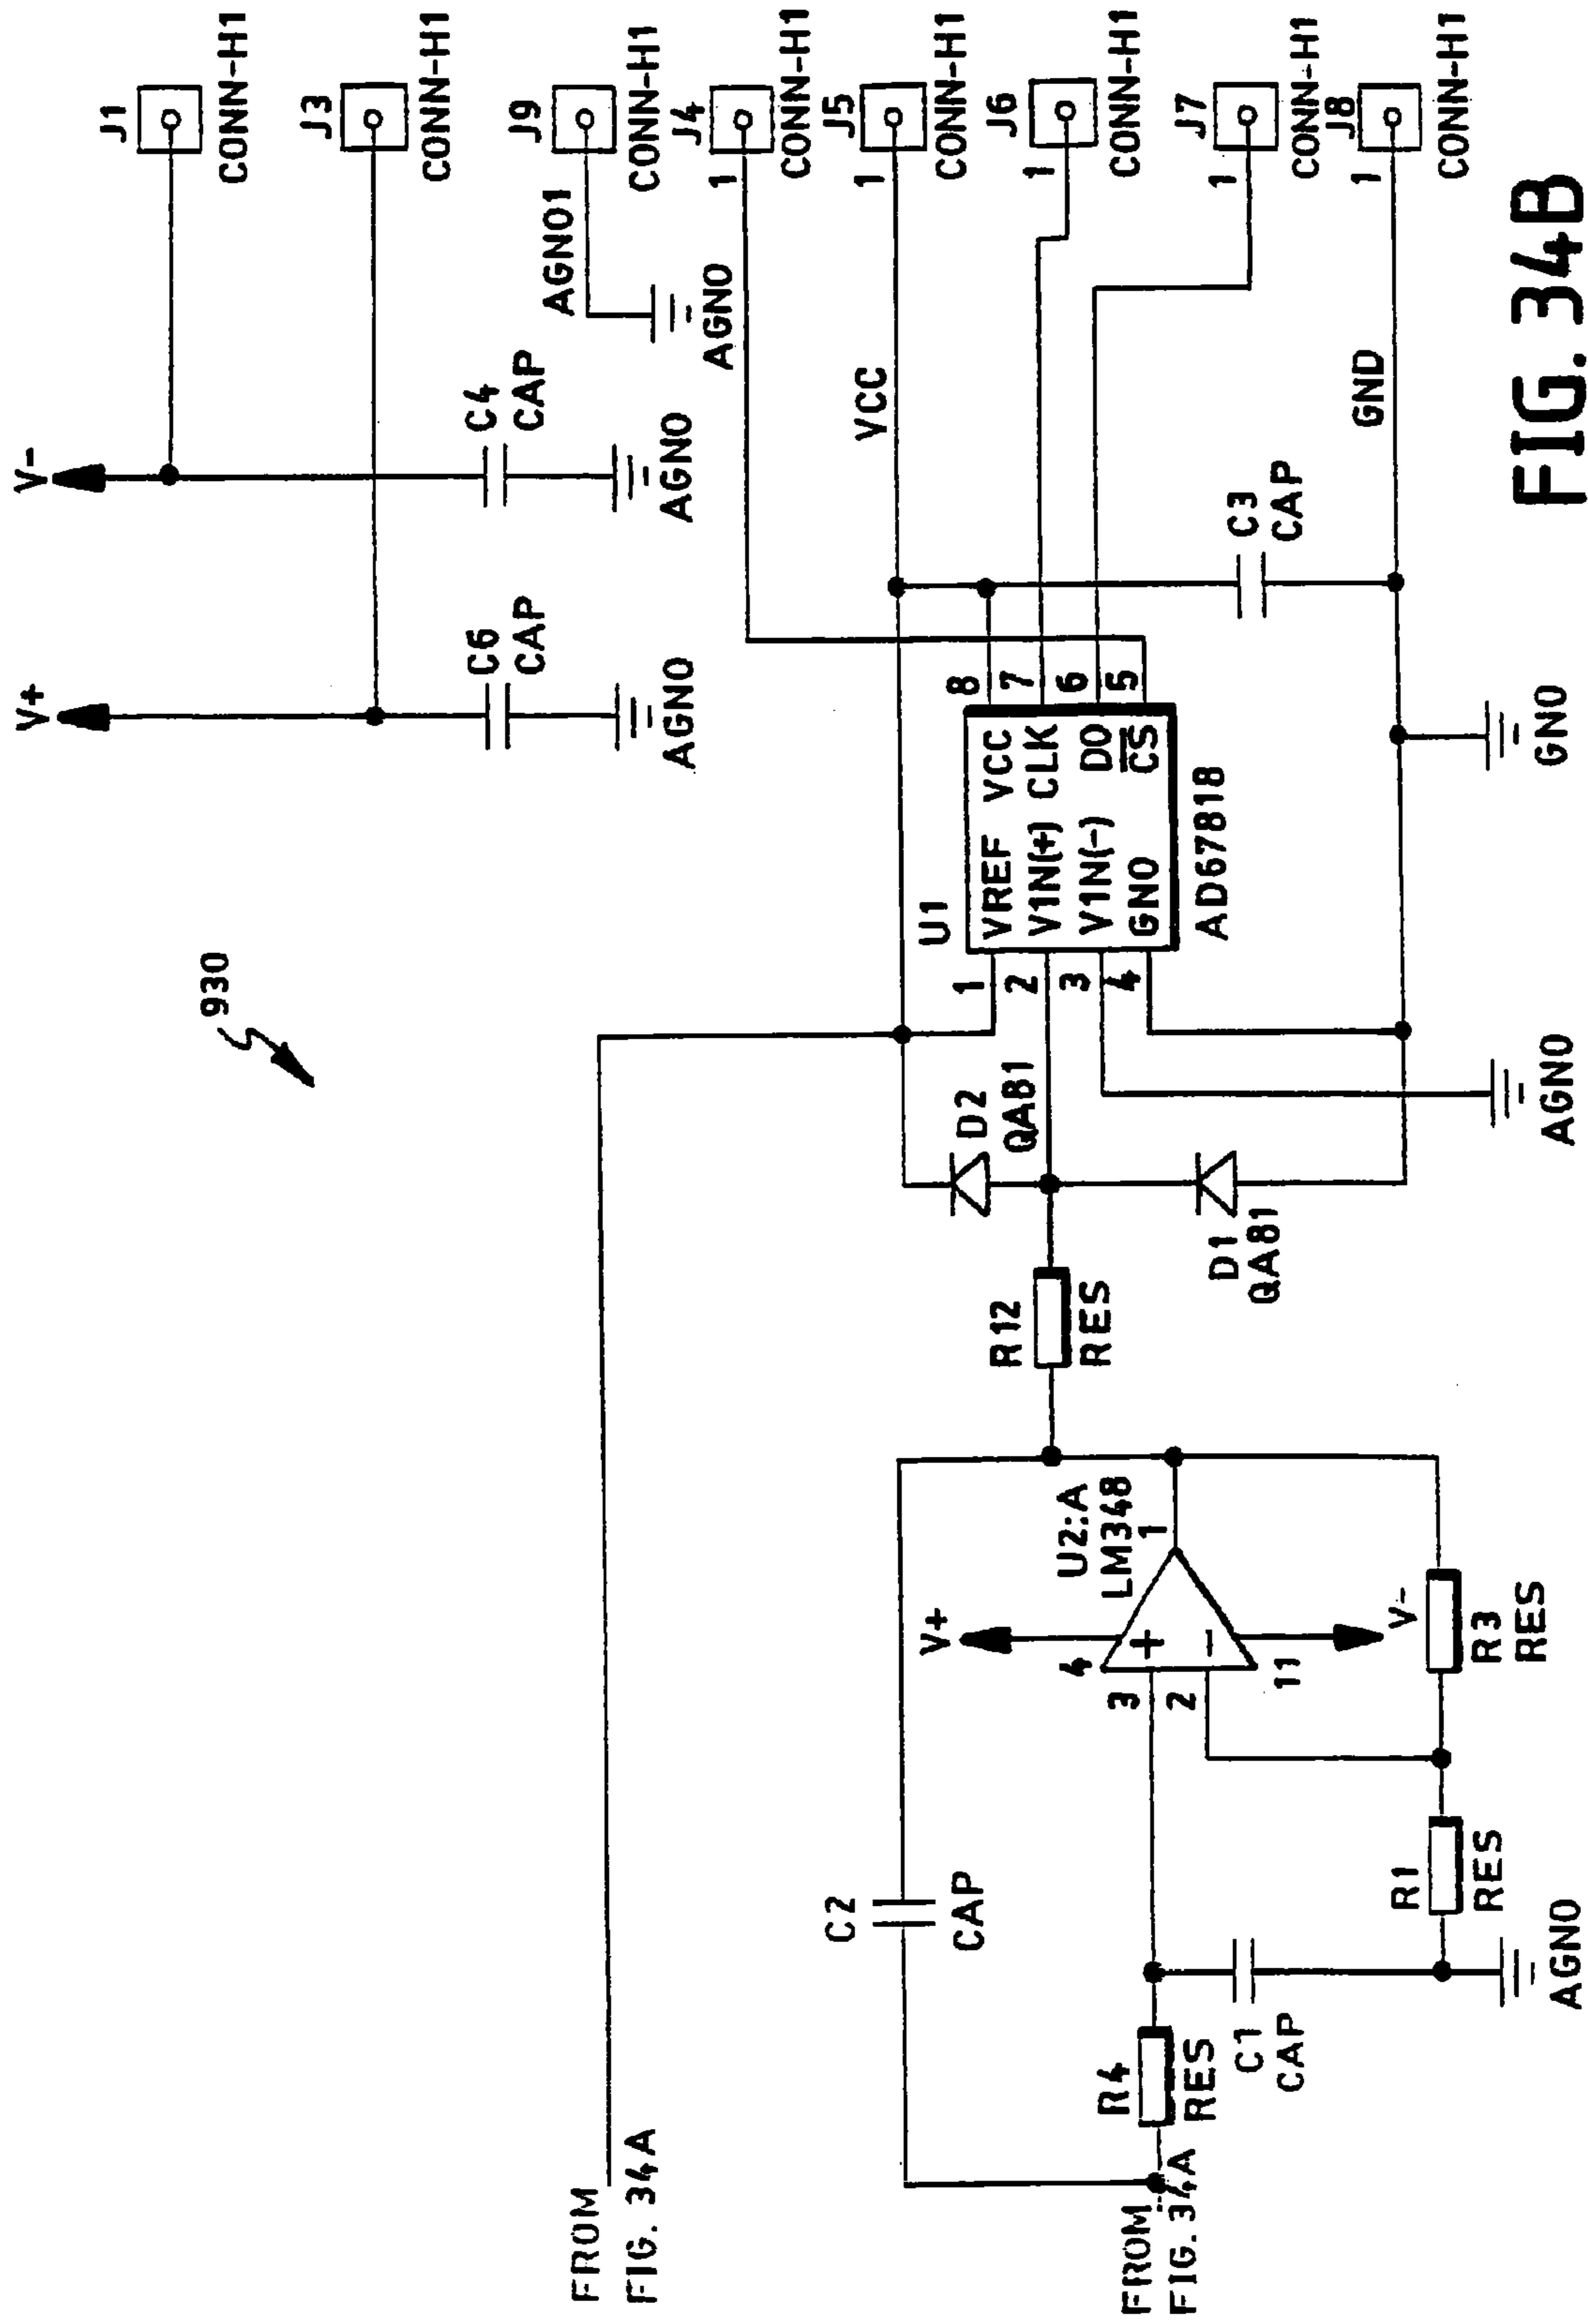 930
V-
V+
J1
CONN-H1
J3
CONN-H1
C6
CAP
C4
CAP
AGNO
AGNO
J9
CONN-H1
AGNO1
AGNO
J4
1
CONN-H1
VCC
J5
1
CONN-H1
J6
1
CONN-H1
J7
1
CONN-H1
J8
1
CONN-H1
GND
C3
CAP
GNO
FROM
FIG. 34A
U1
VREF VCC
V1N(+) CLK
V1N(-) DO
GNO CS
1
2
3
4
8
7
6
5
AD67818
D2
QA81
D1
QA81
AGNO
R12
RES
C2
CAP
U2:A
LM348
V+
4
3
2
1
11
V-
R3
RES
R4
RES
C1
CAP
R1
RES
AGNO
FROM
FIG. 34A
FIG. 34B